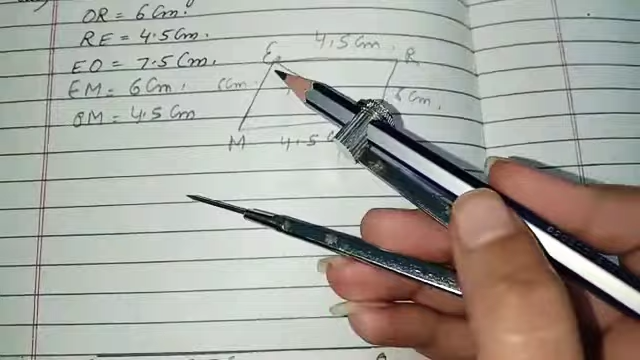 OR = 6 cm.
RE = 4.5 cm.
EO = 7.5 cm.
EM = 6 cm.
OM = 4.5 cm
E 4.5 cm. R
cm.
6 cm.
M 4.5